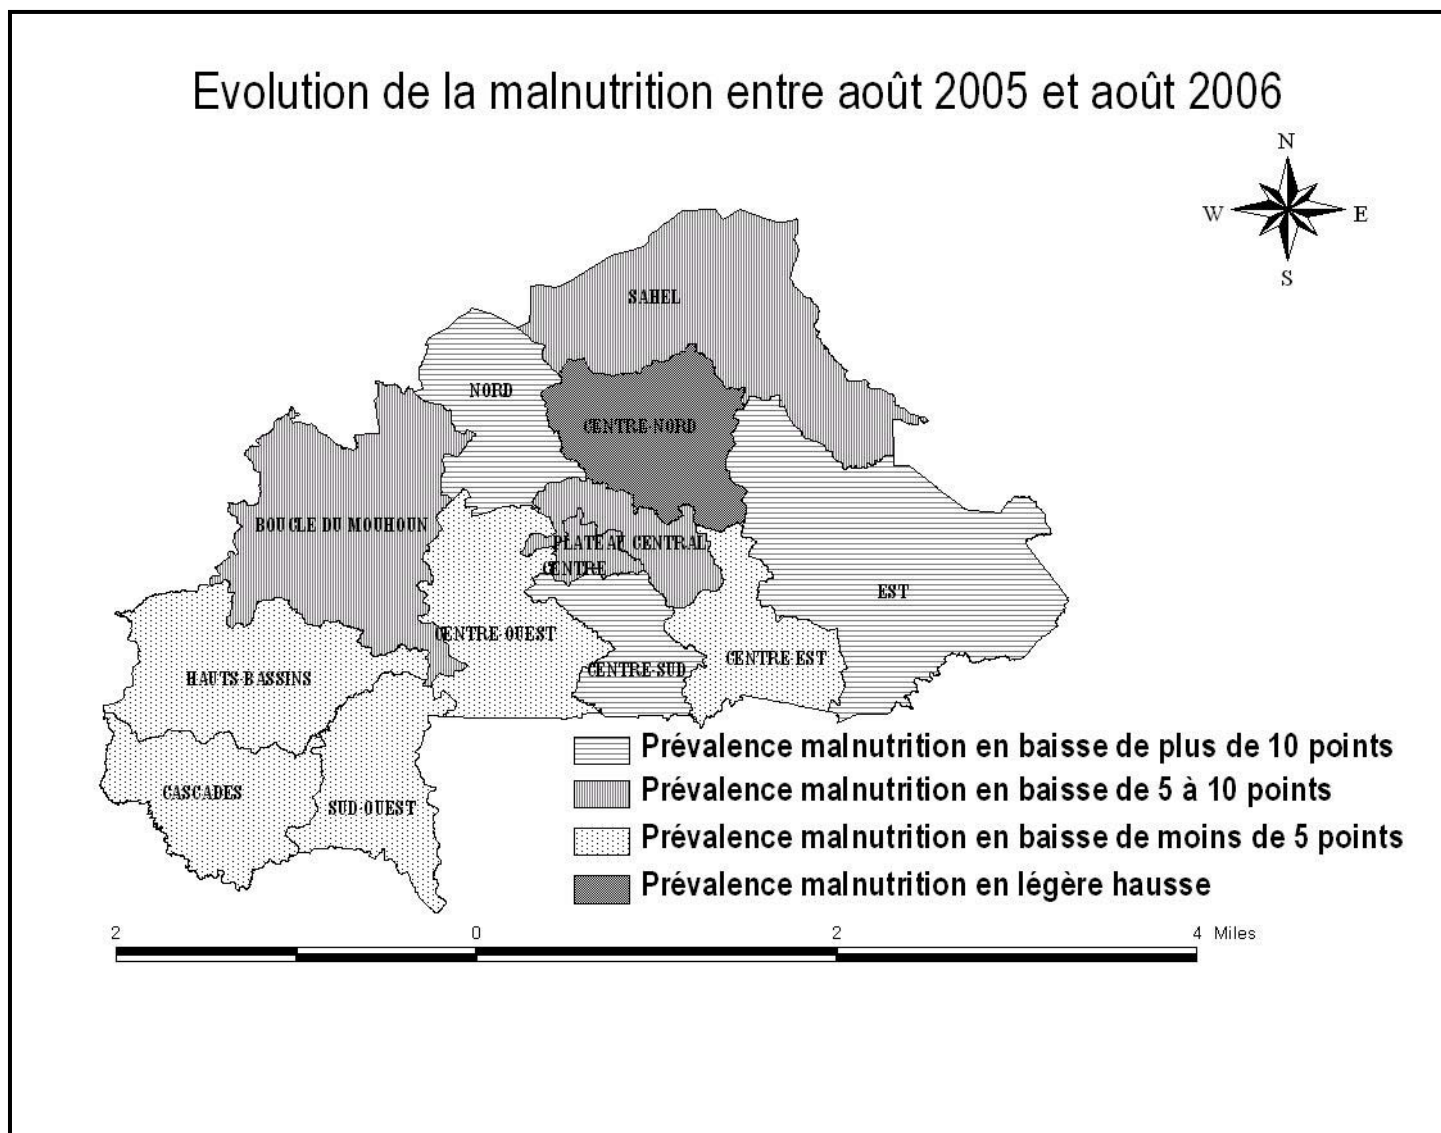 Evolution de la malnutrition entre août 2005 et août 2006
N
W E
S
SAHEL
NORD
CENTRE-NORD
BOUCLE DU MOUHOUN
PLATEAU CENTRAL
CENTRE
EST
CENTRE-OUEST
CENTRE-EST
CENTRE-SUD
HAUTS-BASSINS
CASCADES
SUD-OUEST
Prévalence malnutrition en baisse de plus de 10 points
Prévalence malnutrition en baisse de 5 à 10 points
Prévalence malnutrition en baisse de moins de 5 points
Prévalence malnutrition en légère hausse
2 0 2 4 Miles